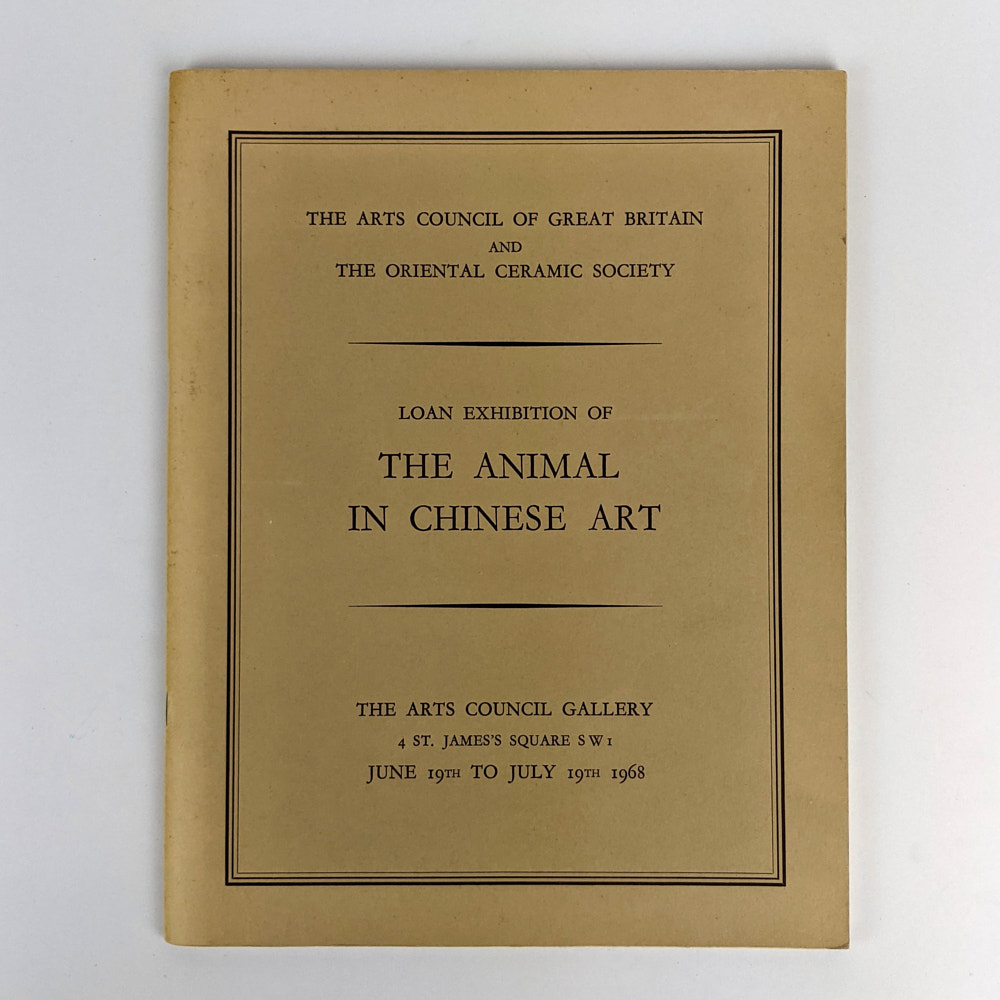 THE ARTS COUNCIL OF GREAT BRITAIN
AND
THE ORIENTAL CERAMIC SOCIETY
LOAN EXHIBITION OF
THE ANIMAL
IN CHINESE ART
THE ARTS COUNCIL GALLERY
4 ST. JAMES'S SQUARE S W 1
JUNE 19TH TO JULY 19TH 1968